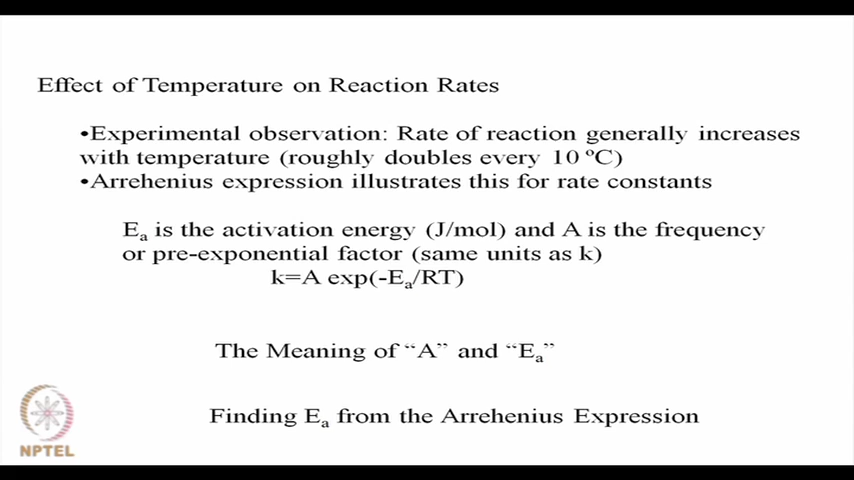 Effect of Temperature on Reaction Rates
•Experimental observation: Rate of reaction generally increases
with temperature (roughly doubles every 10 ºC)
•Arrehenius expression illustrates this for rate constants
Eₐ is the activation energy (J/mol) and A is the frequency
or pre-exponential factor (same units as k)
k=A exp(-Eₐ/RT)
The Meaning of “A” and “Eₐ”
Finding Eₐ from the Arrehenius Expression
NPTEL